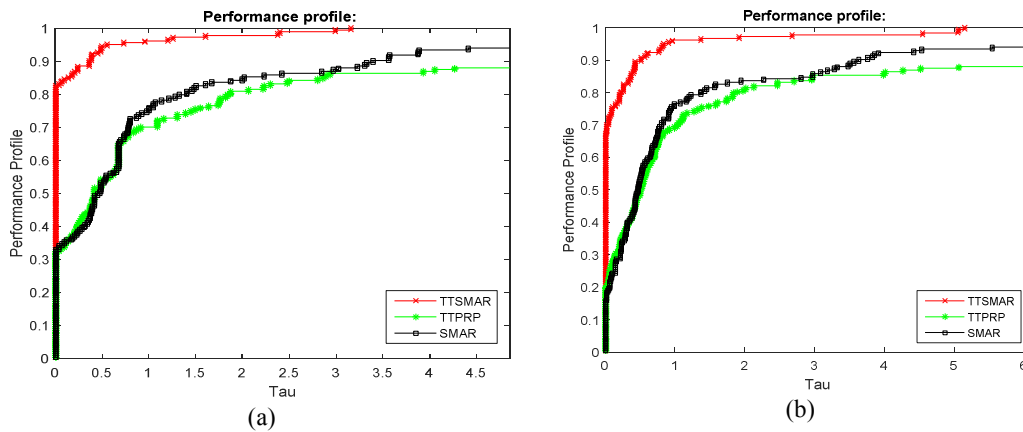 Performance profile:
1
0.9
0.8
0.7
0.6
0.5
0.4
0.3
0.2
0.1
0
Performance Profile
0 0.5 1 1.5 2 2.5 3 3.5 4 4.5
Tau
TTSMAR
TTPRP
SMAR
(a)
Performance profile:
1
0.9
0.8
0.7
0.6
0.5
0.4
0.3
0.2
0.1
0
Performance Profile
0 1 2 3 4 5 6
Tau
TTSMAR
TTPRP
SMAR
(b)